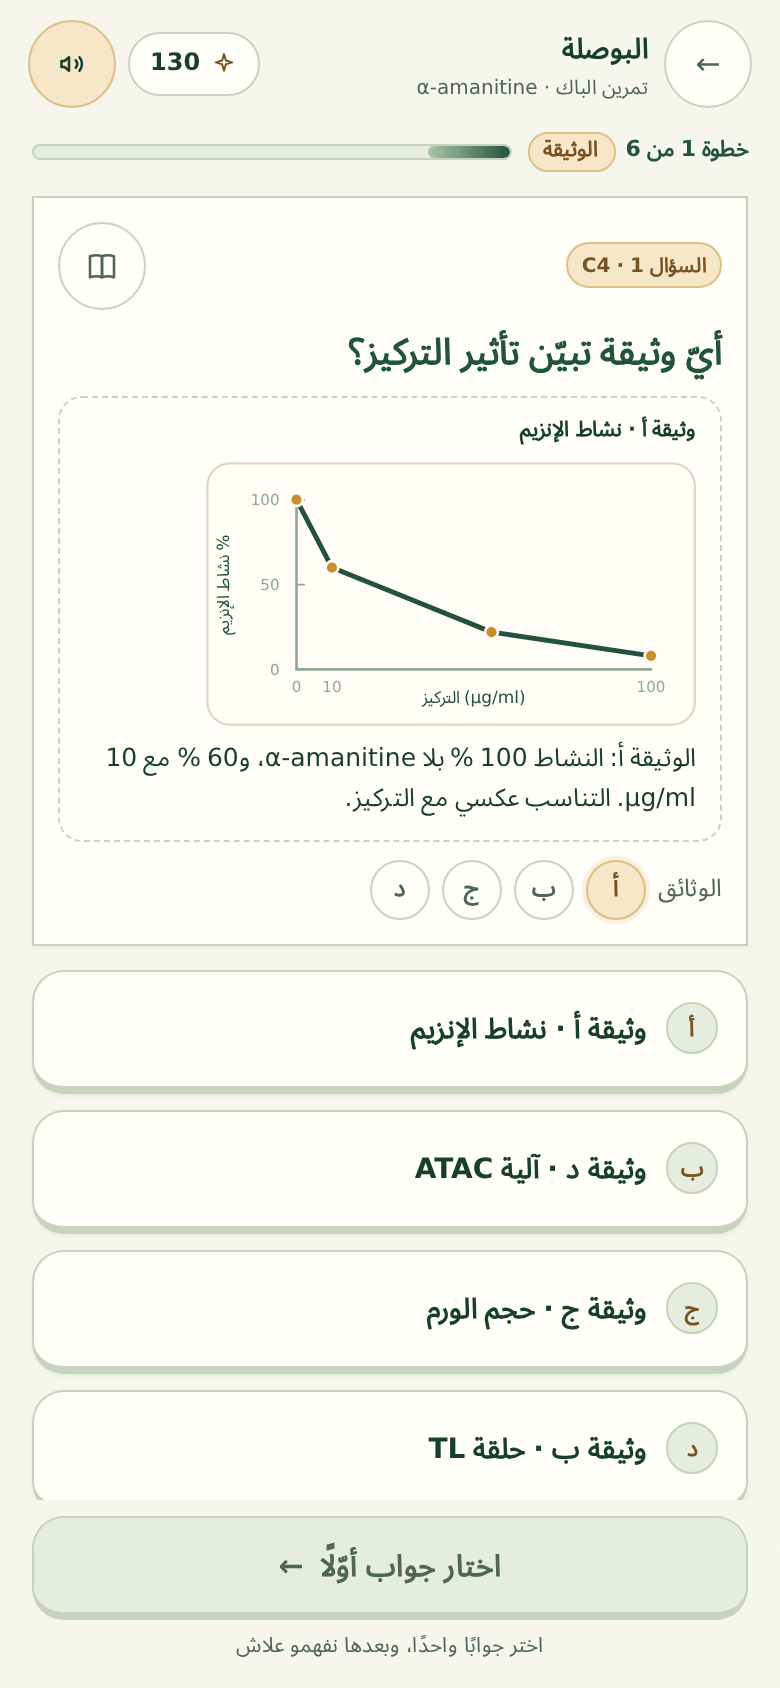 البوصلة
تمرين الباك · α-amanitine
130
خطوة 1 من 6
الوثيقة
السؤال 1 · C4
أيّ وثيقة تبيّن تأثير التركيز؟
وثيقة أ · نشاط الإنزيم
100
50
0
% نشاط الإنزيم
0 10 100
التركيز (µg/ml)
الوثيقة أ: النشاط 100 % بلا α-amanitine، و60 % مع 10
µg/ml. التناسب عكسي مع التركيز.
الوثائق أ ب ج د
أ وثيقة أ · نشاط الإنزيم
ب وثيقة د · آلية ATAC
ج وثيقة ج · حجم الورم
د وثيقة ب · حلقة TL
اختار جواب أوّلًا ←
اختر جوابًا واحدًا، وبعدها نفهمو علاش